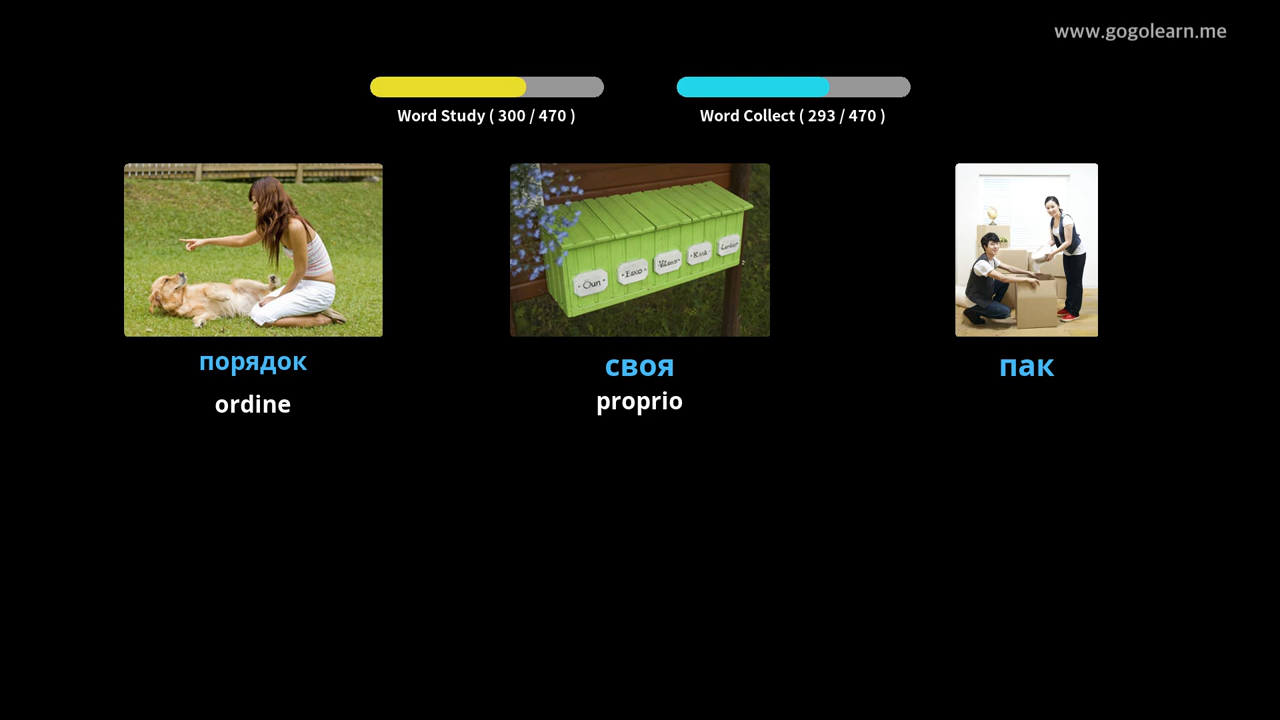 www.gogolearn.me
Word Study ( 300 / 470 )
Word Collect ( 293 / 470 )
порядок
ordine
своя
proprio
пак